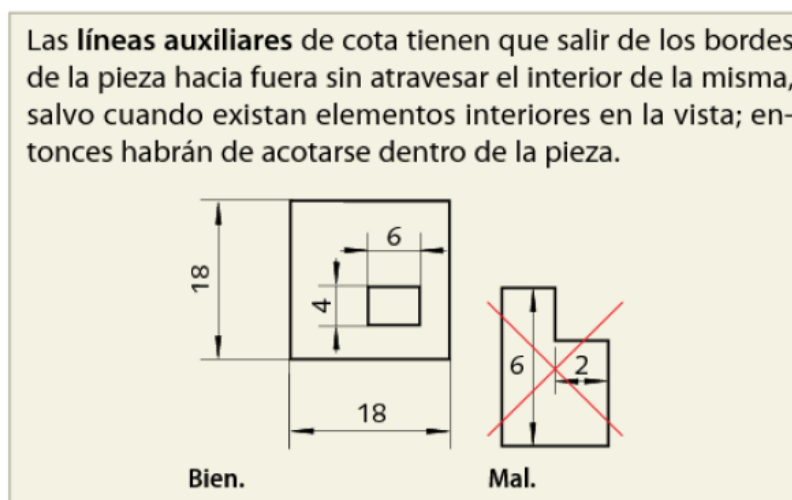 Las líneas auxiliares de cota tienen que salir de los bordes
de la pieza hacia fuera sin atravesar el interior de la misma,
salvo cuando existan elementos interiores en la vista; en-
tonces habrán de acotarse dentro de la pieza.
6
18
4
6
2
18
Bien.
Mal.